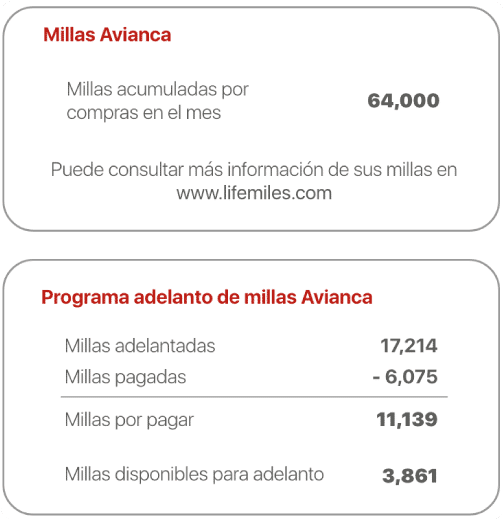 Millas Avianca
Millas acumuladas por
compras en el mes
64,000
Puede consultar más información de sus millas en
www.lifemiles.com
Programa adelanto de millas Avianca
Millas adelantadas 17,214
Millas pagadas - 6,075
Millas por pagar 11,139
Millas disponibles para adelanto 3,861